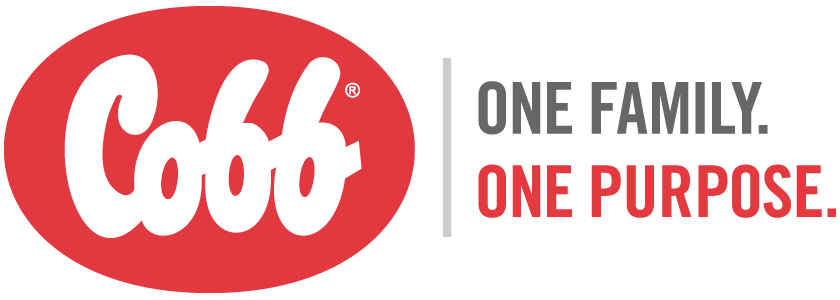 Cobb®
ONE FAMILY.
ONE PURPOSE.